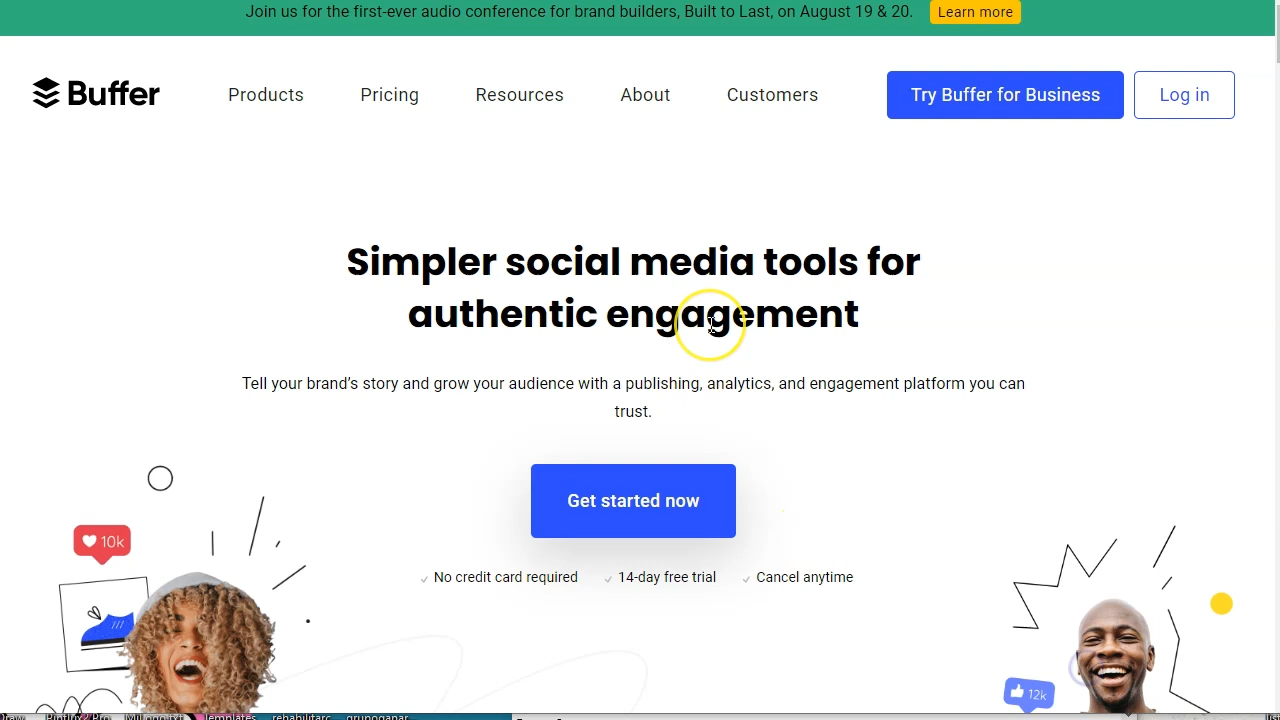 Join us for the first-ever audio conference for brand builders, Built to Last, on August 19 & 20. Learn more
Buffer Products Pricing Resources About Customers Try Buffer for Business Log in
Simpler social media tools for
authentic engagement
Tell your brand’s story and grow your audience with a publishing, analytics, and engagement platform you can
trust.
Get started now
10k
No credit card required 14-day free trial Cancel anytime
12k
Templates